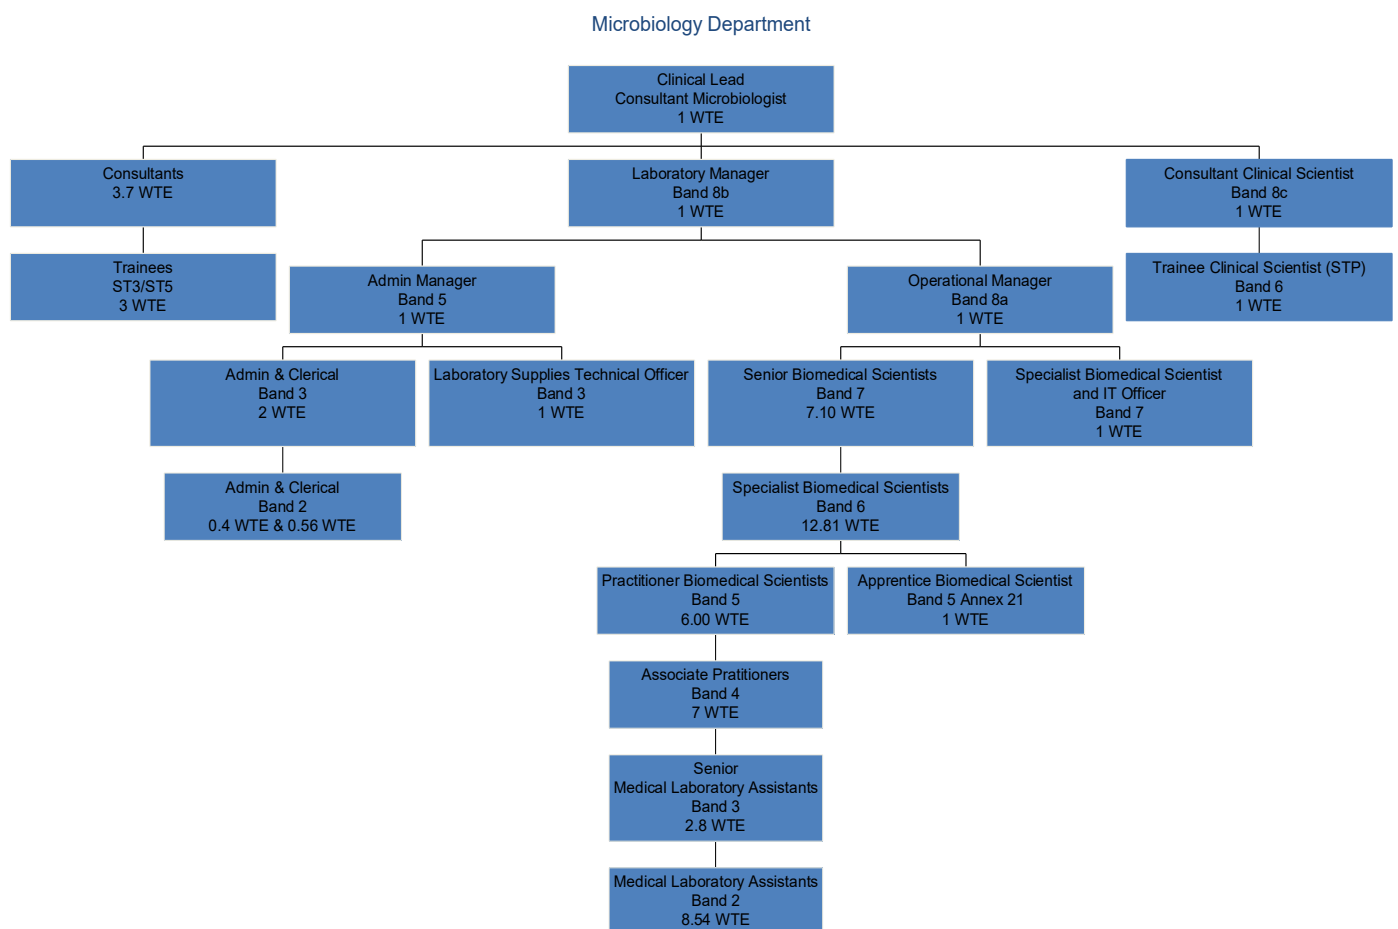 Microbiology Department
Clinical Lead
Consultant Microbiologist
1 WTE
Consultants
3.7 WTE
Laboratory Manager
Band 8b
1 WTE
Consultant Clinical Scientist
Band 8c
1 WTE
Trainees
ST3/ST5
3 WTE
Admin Manager
Band 5
1 WTE
Operational Manager
Band 8a
1 WTE
Trainee Clinical Scientist (STP)
Band 6
1 WTE
Admin & Clerical
Band 3
2 WTE
Laboratory Supplies Technical Officer
Band 3
1 WTE
Senior Biomedical Scientists
Band 7
7.10 WTE
Specialist Biomedical Scientist
and IT Officer
Band 7
1 WTE
Admin & Clerical
Band 2
0.4 WTE & 0.56 WTE
Specialist Biomedical Scientists
Band 6
12.81 WTE
Practitioner Biomedical Scientists
Band 5
6.00 WTE
Apprentice Biomedical Scientist
Band 5 Annex 21
1 WTE
Associate Pratitioners
Band 4
7 WTE
Senior
Medical Laboratory Assistants
Band 3
2.8 WTE
Medical Laboratory Assistants
Band 2
8.54 WTE